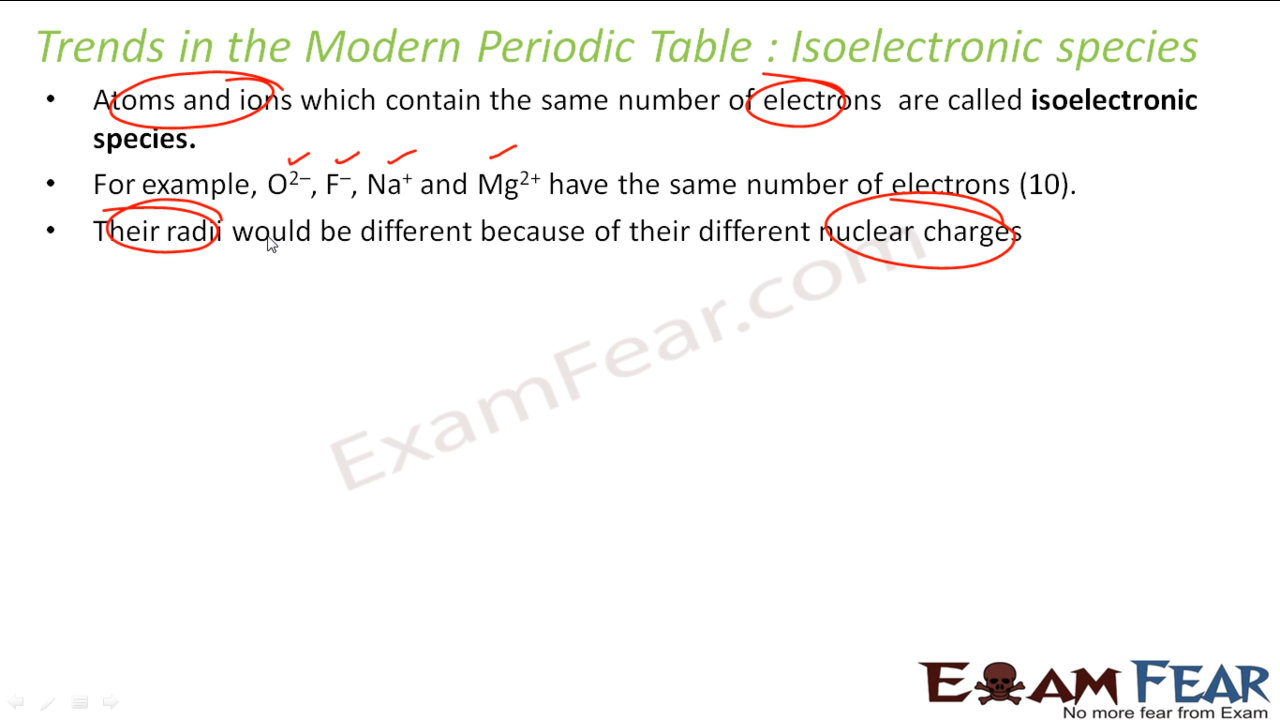 Trends in the Modern Periodic Table : Isoelectronic species
• Atoms and ions which contain the same number of electrons are called isoelectronic
species.
• For example, O²⁻, F⁻, Na⁺ and Mg²⁺ have the same number of electrons (10).
• Their radii would be different because of their different nuclear charges
ExamFear.com
EXAM FEAR
No more fear from Exam